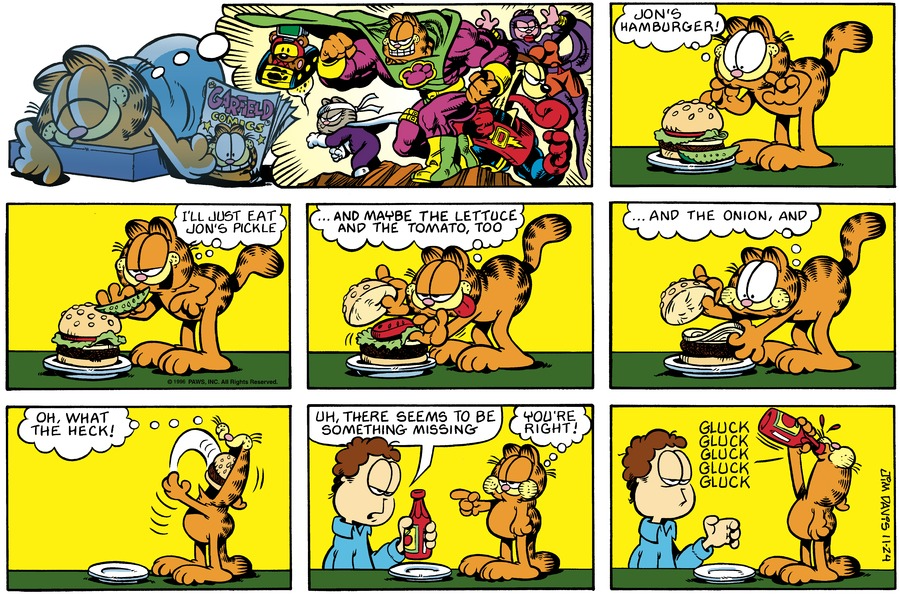 GARFIELD
COMICS
D
JON'S
HAMBURGER!
I'LL JUST EAT
JON'S PICKLE
© 1996 PAWS, INC. All Rights Reserved.
...AND MAYBE THE LETTUCE
AND THE TOMATO, TOO
...AND THE ONION, AND
OH, WHAT
THE HECK!
UH, THERE SEEMS TO BE
SOMETHING MISSING
YOU'RE
RIGHT!
GLUCK
GLUCK
GLUCK
GLUCK
GLUCK
JIM DAVIS 11-24